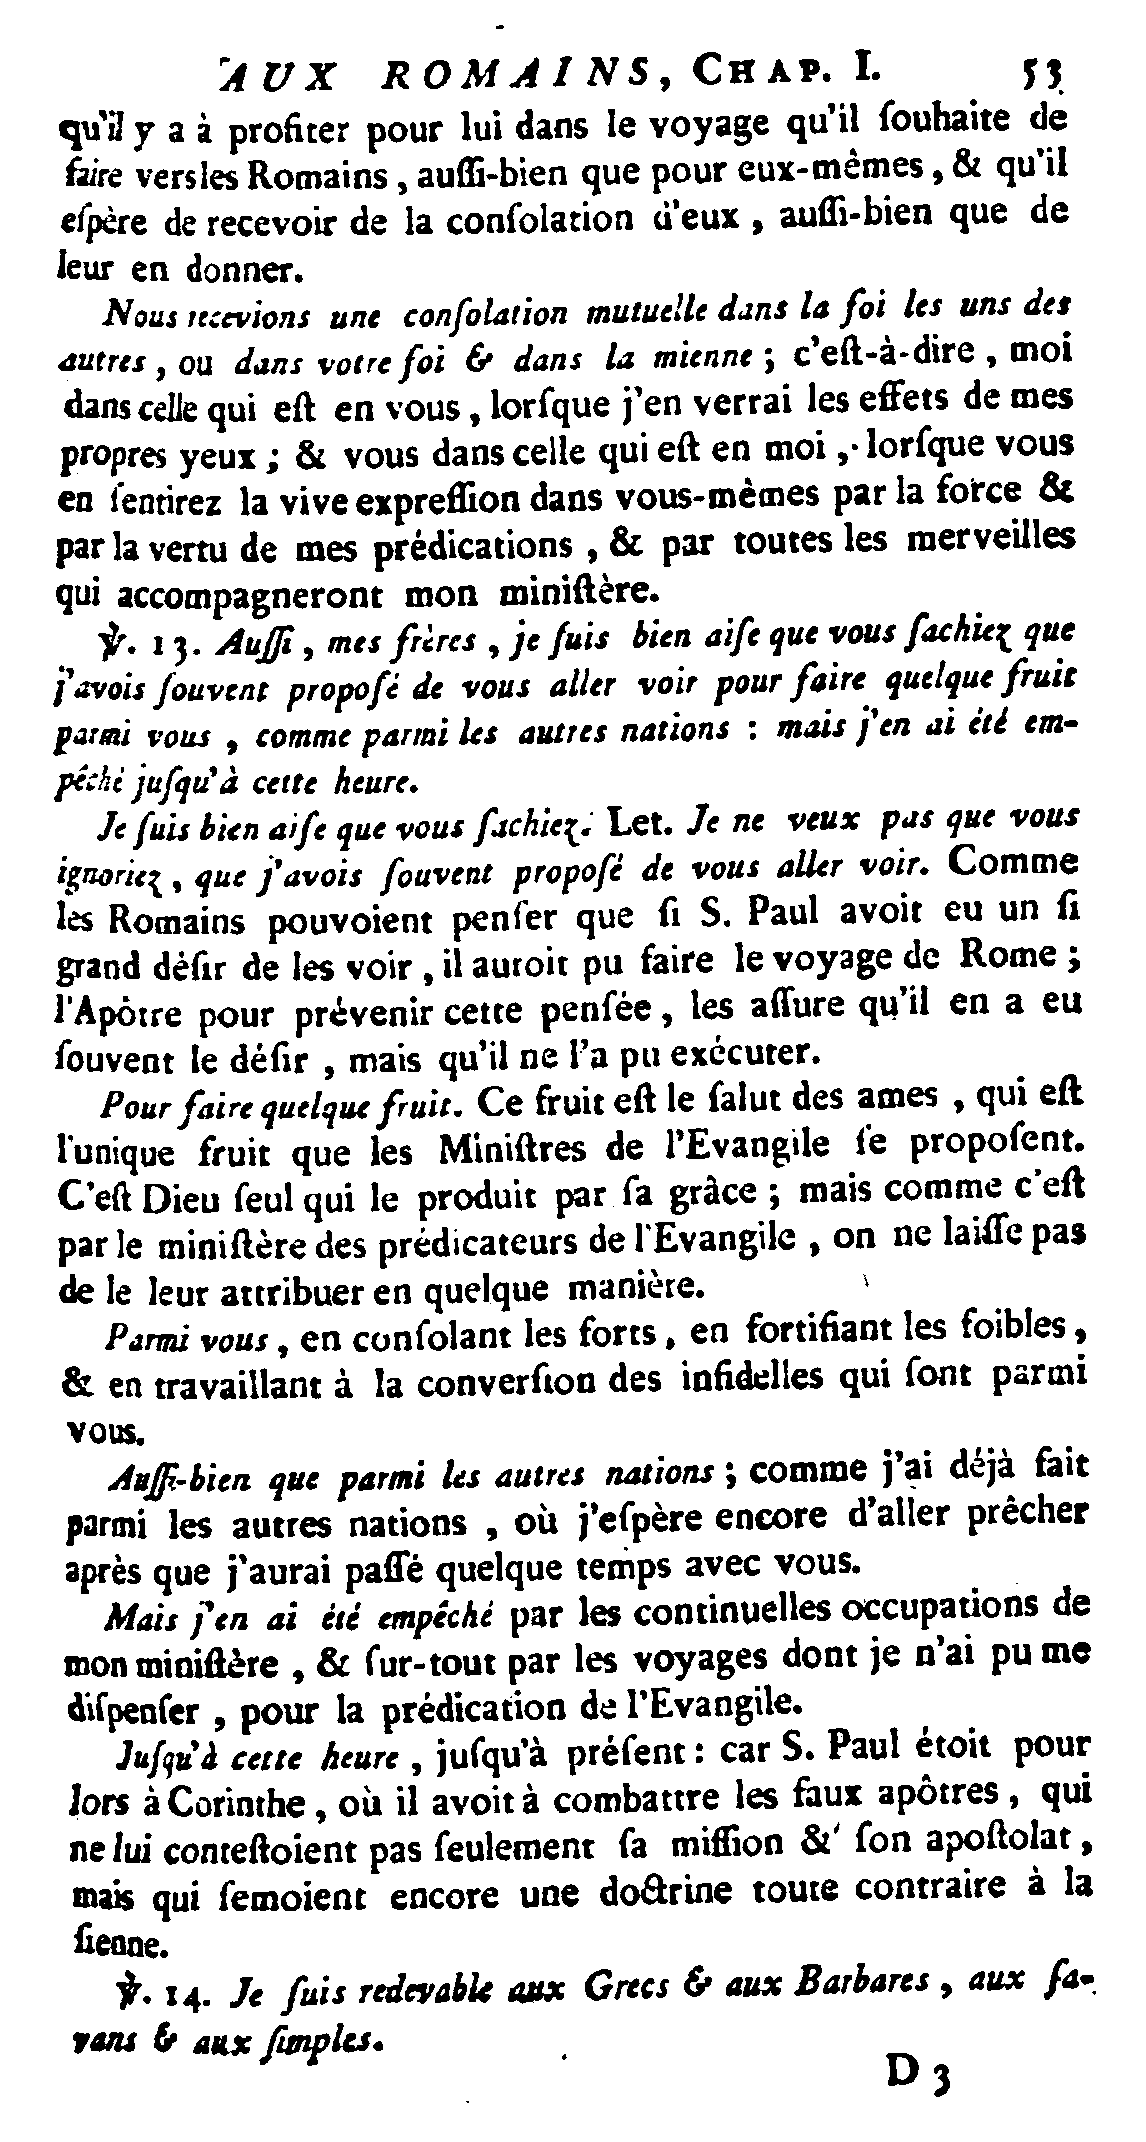 AUX ROMAINS, CHAP. I. 53
qu'il y a à profiter pour lui dans le voyage qu'il ſouhaite de
faire vers les Romains, auſſi-bien que pour eux-mêmes, & qu'il
eſpère de recevoir de la conſolation d'eux, auſſi-bien que de
leur en donner.
Nous recevions une conſolation mutuelle dans la foi les uns des
autres, ou dans votre foi & dans la mienne; c'eſt-à-dire, moi
dans celle qui eſt en vous, lorſque j'en verrai les effets de mes
propres yeux; & vous dans celle qui eſt en moi, lorſque vous
en ſentirez la vive expreſſion dans vous-mêmes par la force &
par la vertu de mes prédications, & par toutes les merveilles
qui accompagneront mon miniſtère.
℣. 13. Auſſi, mes frères, je ſuis bien aiſe que vous ſachiez que
j'avois ſouvent propoſé de vous aller voir pour faire quelque fruit
parmi vous, comme parmi les autres nations: mais j'en ai été em-
pêché juſqu'à cette heure.
Je ſuis bien aiſe que vous ſachiez. Let. Je ne veux pas que vous
ignoriez, que j'avois ſouvent propoſé de vous aller voir. Comme
les Romains pouvoient penſer que ſi S. Paul avoit eu un ſi
grand déſir de les voir, il auroit pu faire le voyage de Rome;
l'Apôtre pour prévenir cette penſée, les aſſure qu'il en a eu
ſouvent le déſir, mais qu'il ne l'a pu exécuter.
Pour faire quelque fruit. Ce fruit eſt le ſalut des ames, qui eſt
l'unique fruit que les Miniſtres de l'Evangile ſe propoſent.
C'eſt Dieu ſeul qui le produit par ſa grâce; mais comme c'eſt
par le miniſtère des prédicateurs de l'Evangile, on ne laiſſe pas
de le leur attribuer en quelque manière.
Parmi vous, en conſolant les forts, en fortifiant les foibles,
& en travaillant à la converſion des infidelles qui ſont parmi
vous.
Auſſi-bien que parmi les autres nations; comme j'ai déjà fait
parmi les autres nations, où j'eſpère encore d'aller prêcher
après que j'aurai paſſé quelque temps avec vous.
Mais j'en ai été empêché par les continuelles occupations de
mon miniſtère, & ſur-tout par les voyages dont je n'ai pu me
diſpenſer, pour la prédication de l'Evangile.
Juſqu'à cette heure, juſqu'à préſent: car S. Paul étoit pour
lors à Corinthe, où il avoit à combattre les faux apôtres, qui
ne lui conteſtoient pas ſeulement ſa miſſion & ſon apoſtolat,
mais qui ſemoient encore une doctrine toute contraire à la
ſienne.
℣. 14. Je ſuis redevable aux Grecs & aux Barbares, aux ſa-
vans & aux ſimples.
D 3